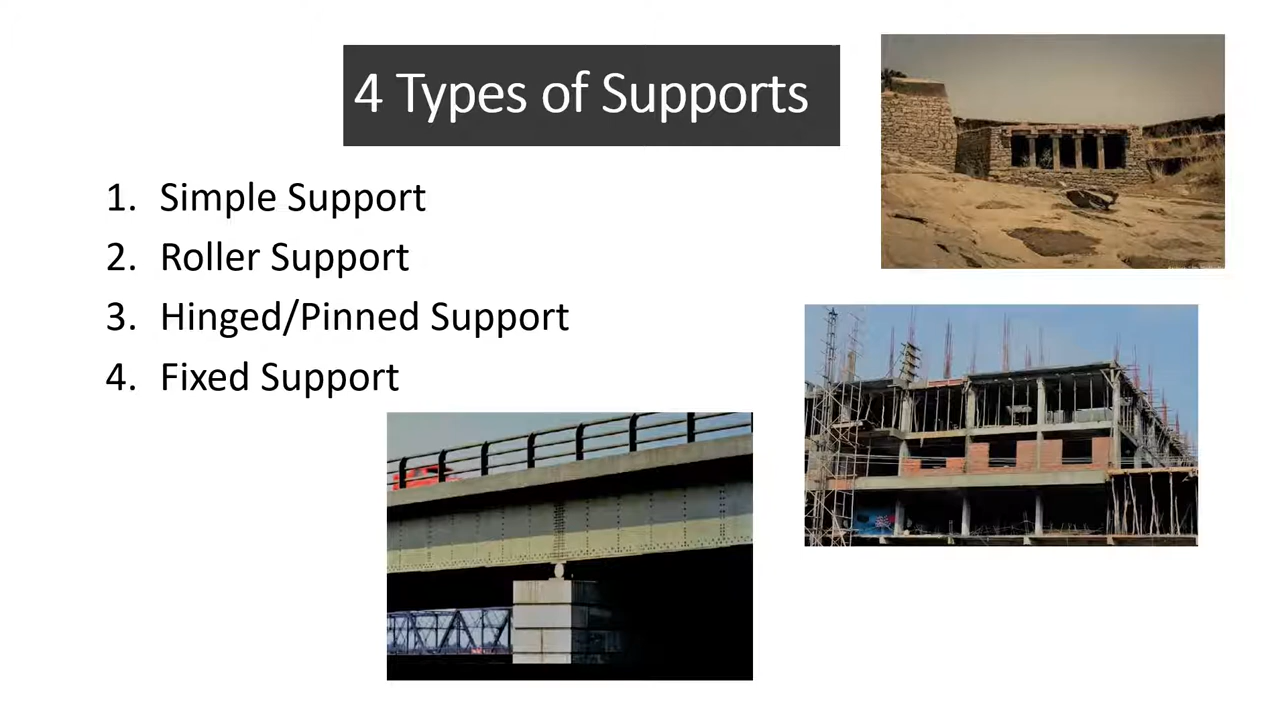 4 Types of Supports
1. Simple Support
2. Roller Support
3. Hinged/Pinned Support
4. Fixed Support